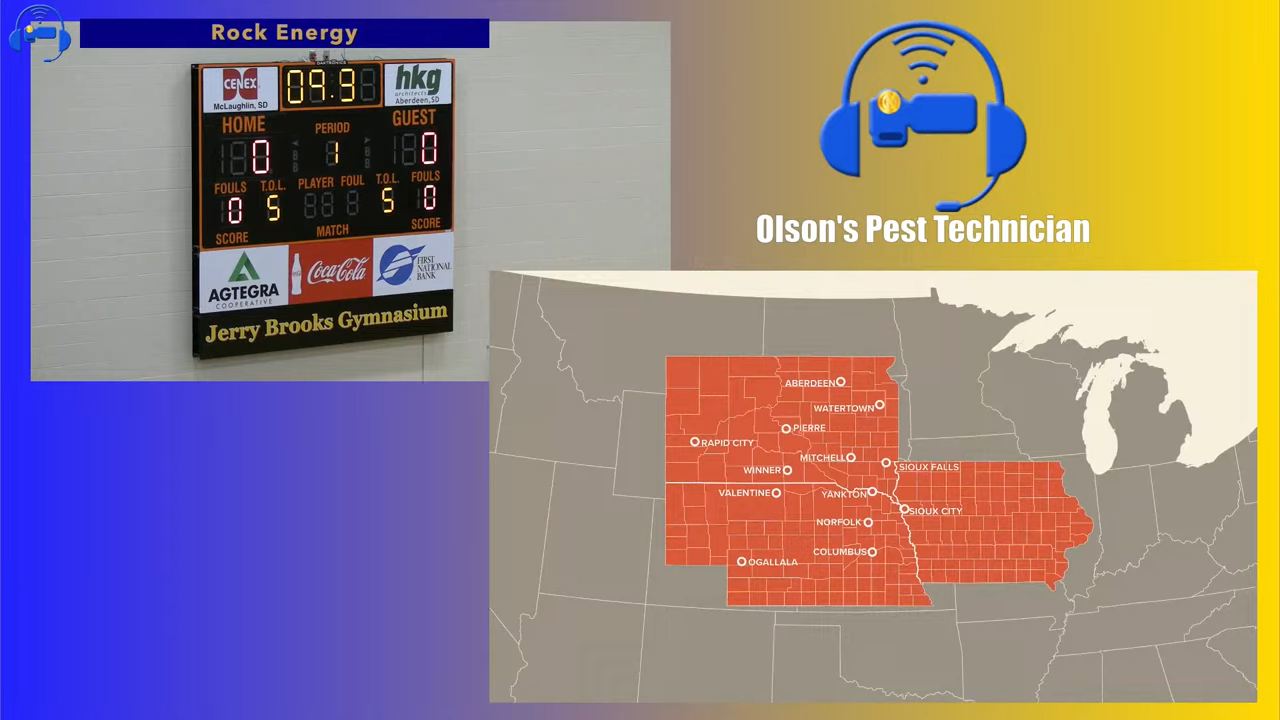 Rock Energy
DAKTRONICS
CENEX
McLaughlin, SD
09.3
hkg
architects
Aberdeen, SD
HOME
PERIOD
GUEST
0
1
0
FOULS
T.O.L.
PLAYER
FOUL
T.O.L.
FOULS
0
5
5
0
SCORE
MATCH
SCORE
AGTEGRA
COOPERATIVE
Coca-Cola
FIRST
NATIONAL
BANK
Jerry Brooks Gymnasium
Olson's Pest Technician
ABERDEEN
WATERTOWN
PIERRE
RAPID CITY
MITCHELL
SIOUX FALLS
WINNER
VALENTINE
YANKTON
SIOUX CITY
NORFOLK
COLUMBUS
OGALLALA